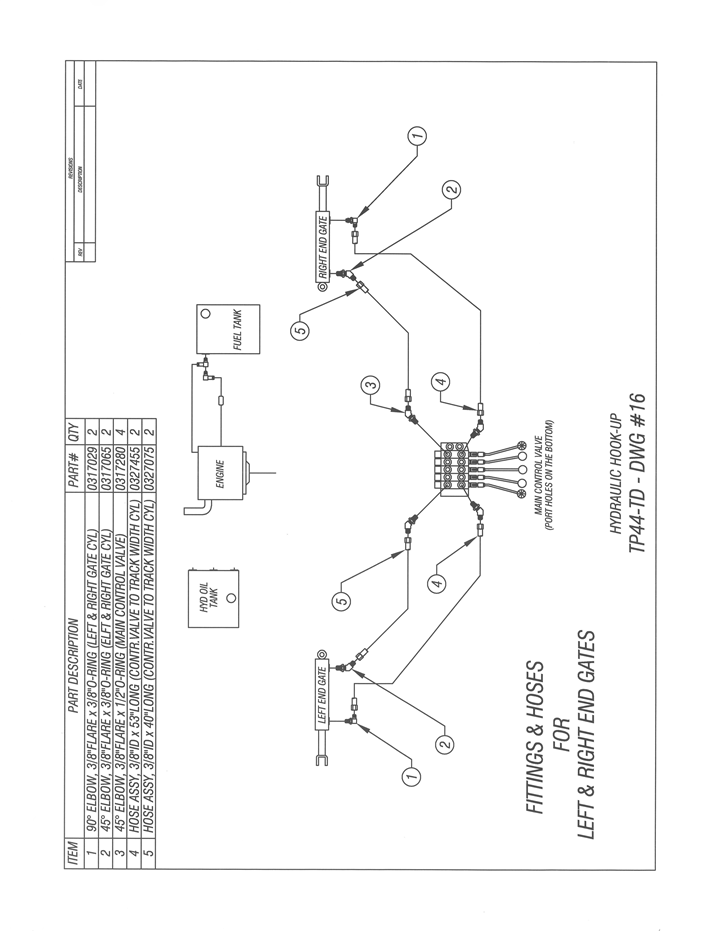 ITEM PART DESCRIPTION PART# QTY
1 90° ELBOW, 3/8"FLARE x 3/8"O-RING (LEFT & RIGHT GATE CYL) 0317029 2
2 45° ELBOW, 3/8"FLARE x 3/8"O-RING (ELFT & RIGHT GATE CYL) 0317065 2
3 45° ELBOW, 3/8"FLARE x 1/2"O-RING (MAIN CONTROL VALVE) 0317280 4
4 HOSE ASSY, 3/8"ID x 53"LONG (CONTR.VALVE TO TRACK WIDTH CYL) 0327455 2
5 HOSE ASSY, 3/8"ID x 40"LONG (CONTR.VALVE TO TRACK WIDTH CYL) 0327075 2
REVISIONS
REV DESCRIPTION DATE
HYD OIL
TANK
ENGINE
FUEL TANK
LEFT END GATE
RIGHT END GATE
1
2
5
4
3
4
5
2
1
MAIN CONTROL VALVE
(PORT HOLES ON THE BOTTOM)
FITTINGS & HOSES
FOR
LEFT & RIGHT END GATES
HYDRAULIC HOOK-UP
TP44-TD - DWG #16